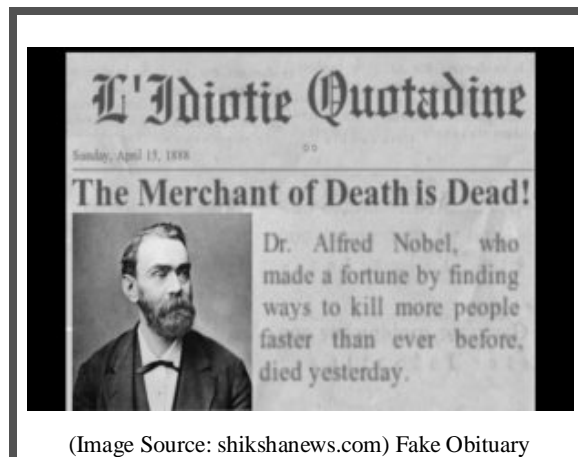 L'Idiotie Quotadine
Sunday, April 15, 1888
The Merchant of Death is Dead!
Dr. Alfred Nobel, who
made a fortune by finding
ways to kill more people
faster than ever before,
died yesterday.
(Image Source: shikshanews.com) Fake Obituary